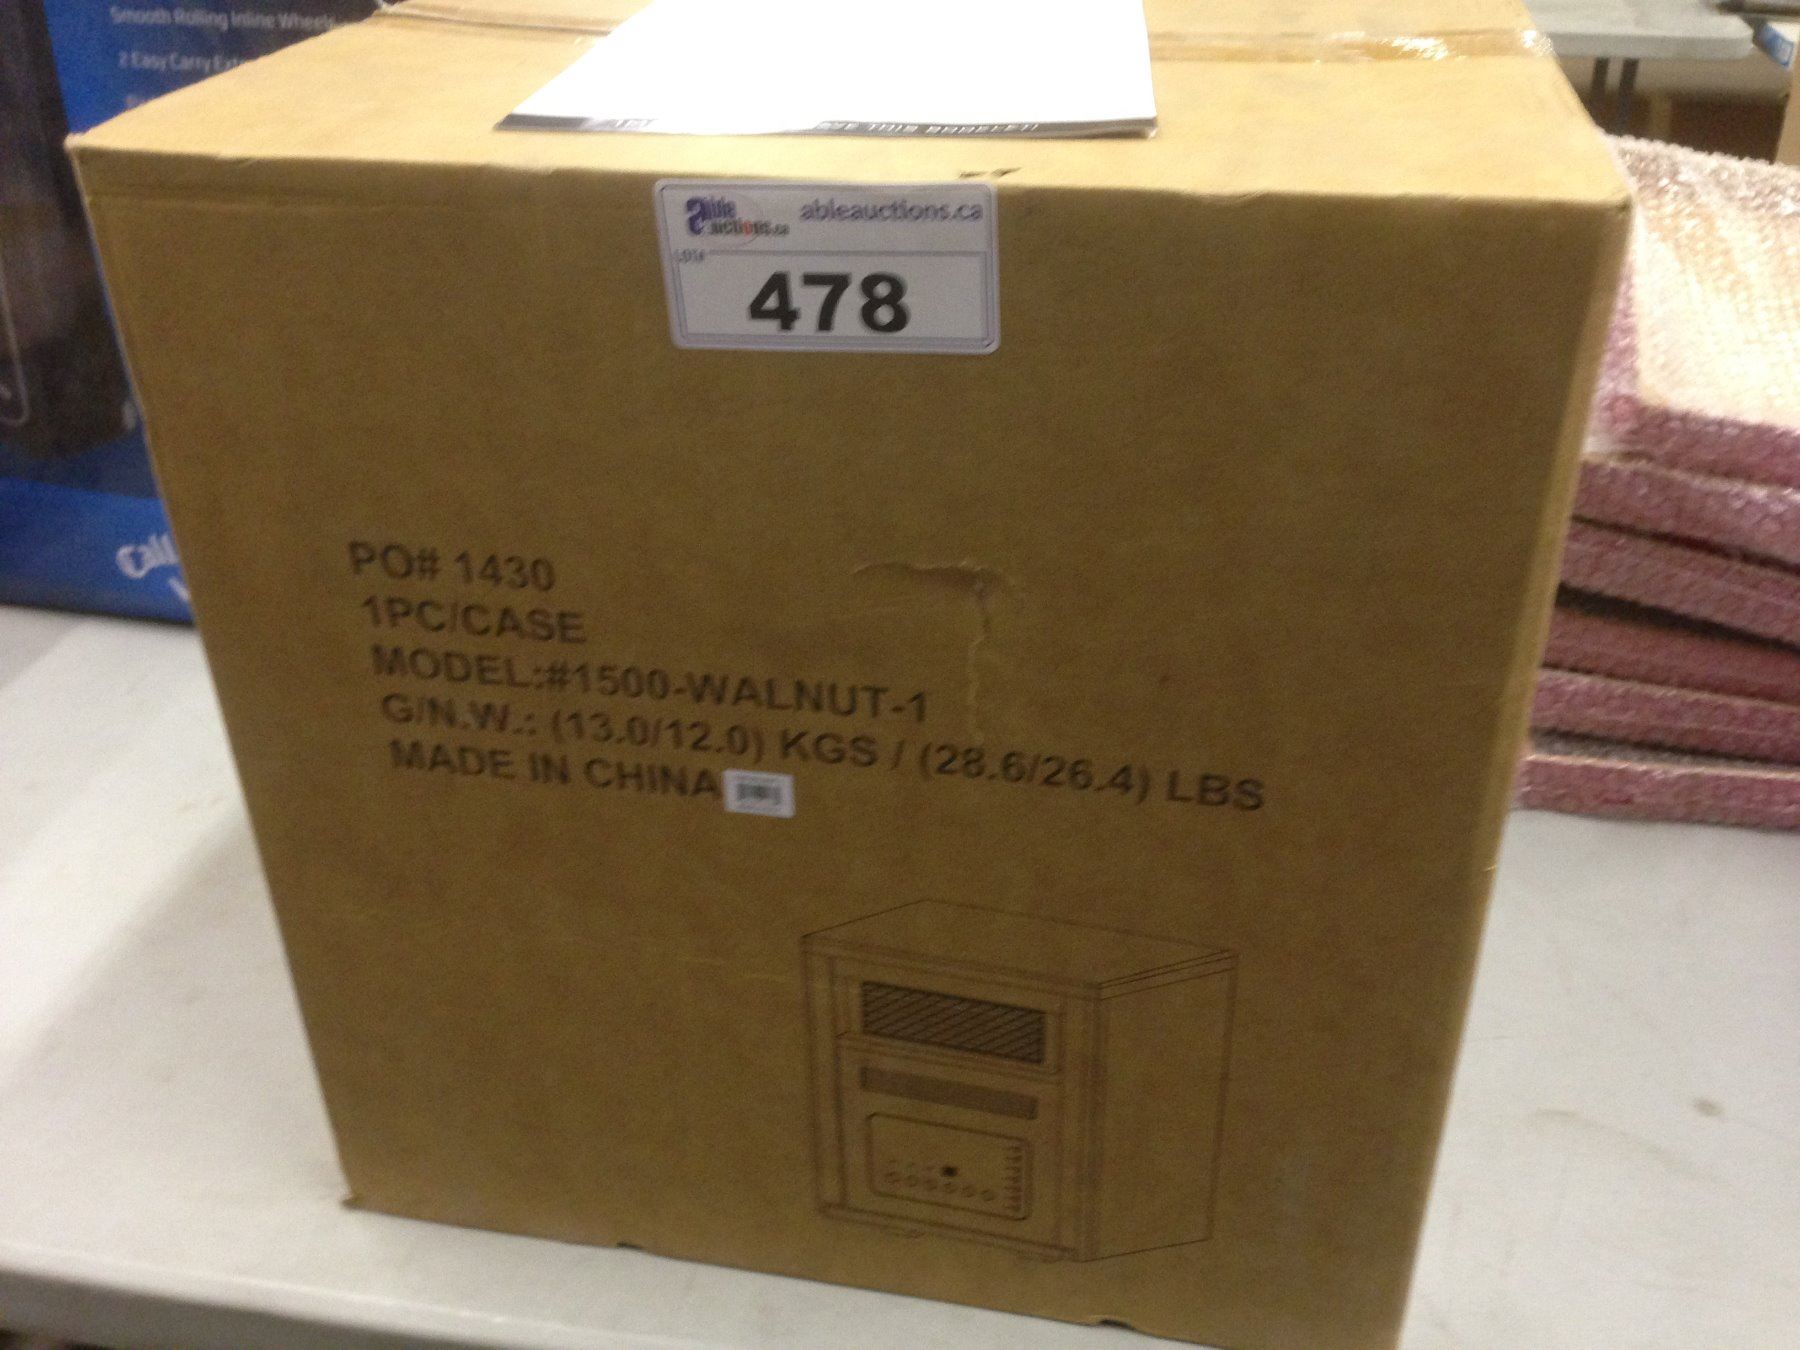 Smooth Rolling Inline Wheels
2 Easy Carry
able auctions.ca
ableauctions.ca
LOT#
478
PO# 1430
1PC/CASE
MODEL:#1500-WALNUT-1
G/N.W.: (13.0/12.0) KGS / (28.6/26.4) LBS
MADE IN CHINA